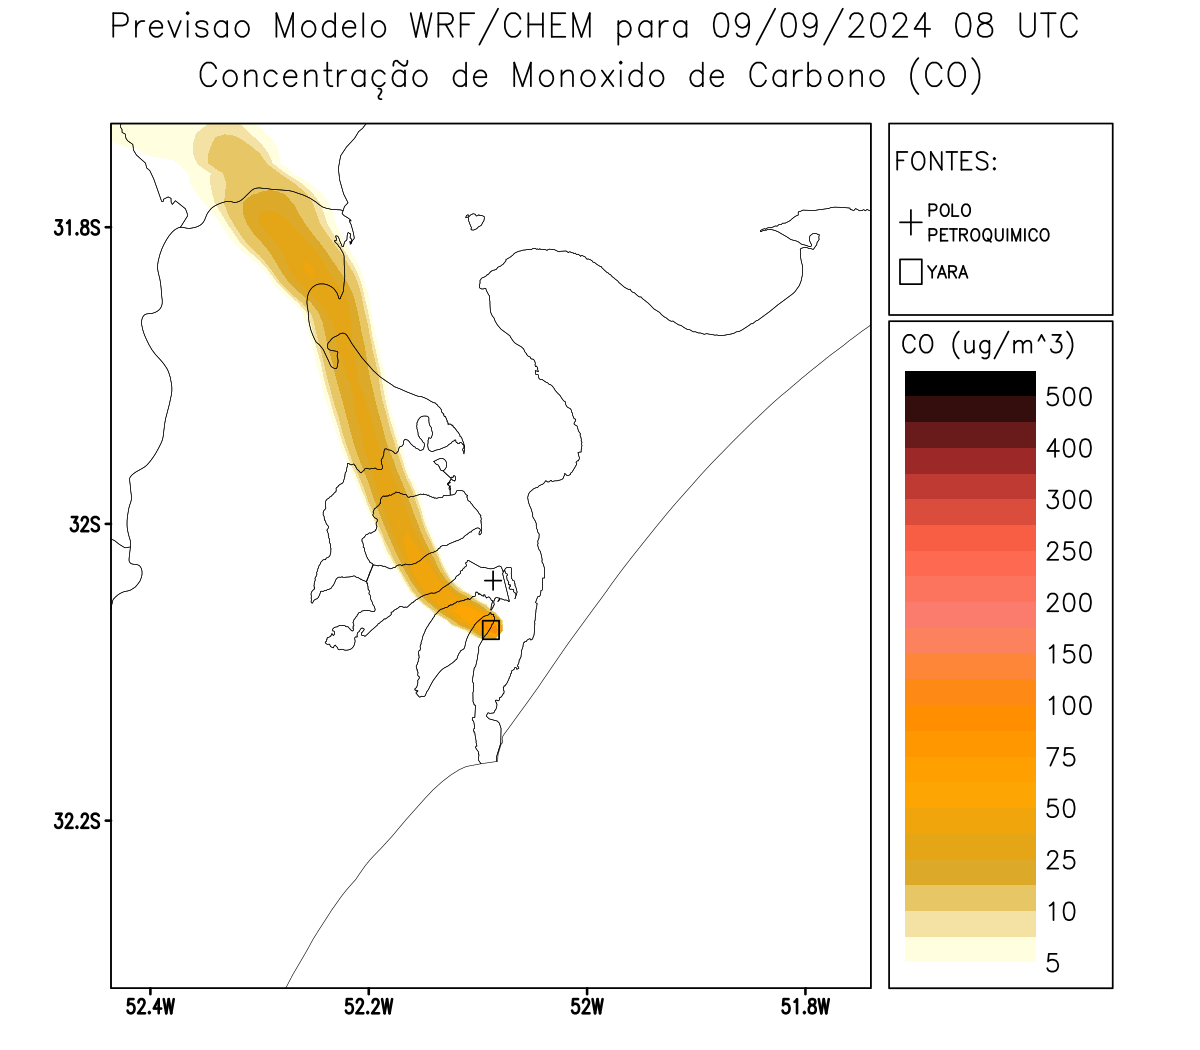 Previsao Modelo WRF/CHEM para 09/09/2024 08 UTC
Concentração de Monoxido de Carbono (CO)
FONTES:
POLO
PETROQUIMICO
YARA
CO (ug/m^3)
500
400
300
250
200
150
100
75
50
25
10
5
31.8S
32S
32.2S
52.4W
52.2W
52W
51.8W